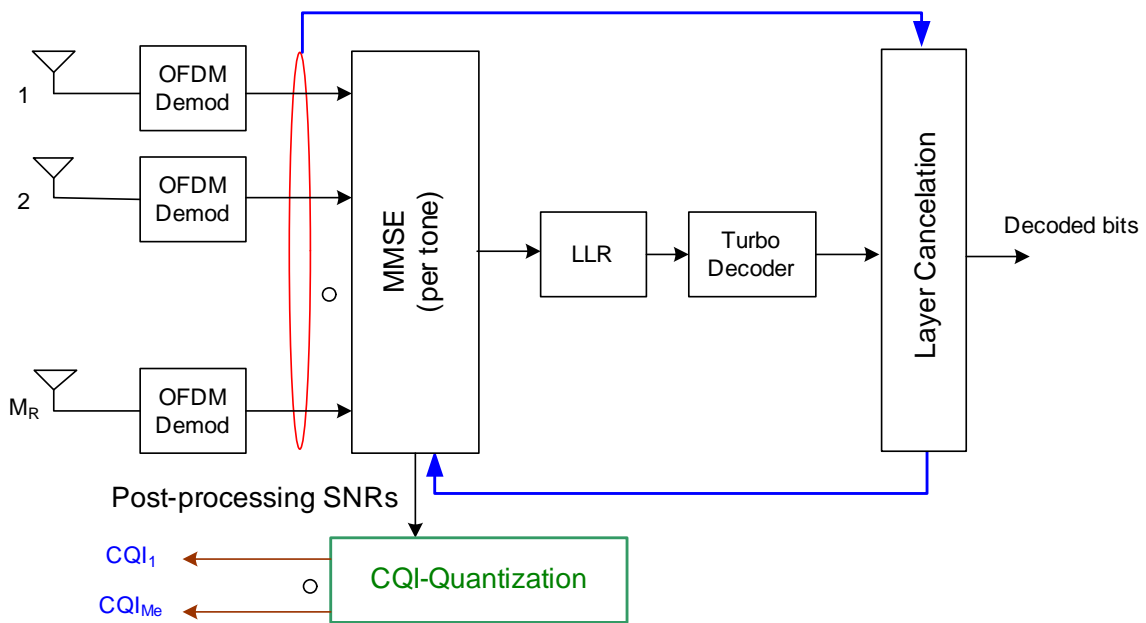 1
OFDM
Demod
2
OFDM
Demod
M_R
OFDM
Demod
MMSE
(per tone)
LLR
Turbo
Decoder
Layer Cancelation
Decoded bits
Post-processing SNRs
CQI-Quantization
CQI_1
CQI_Me